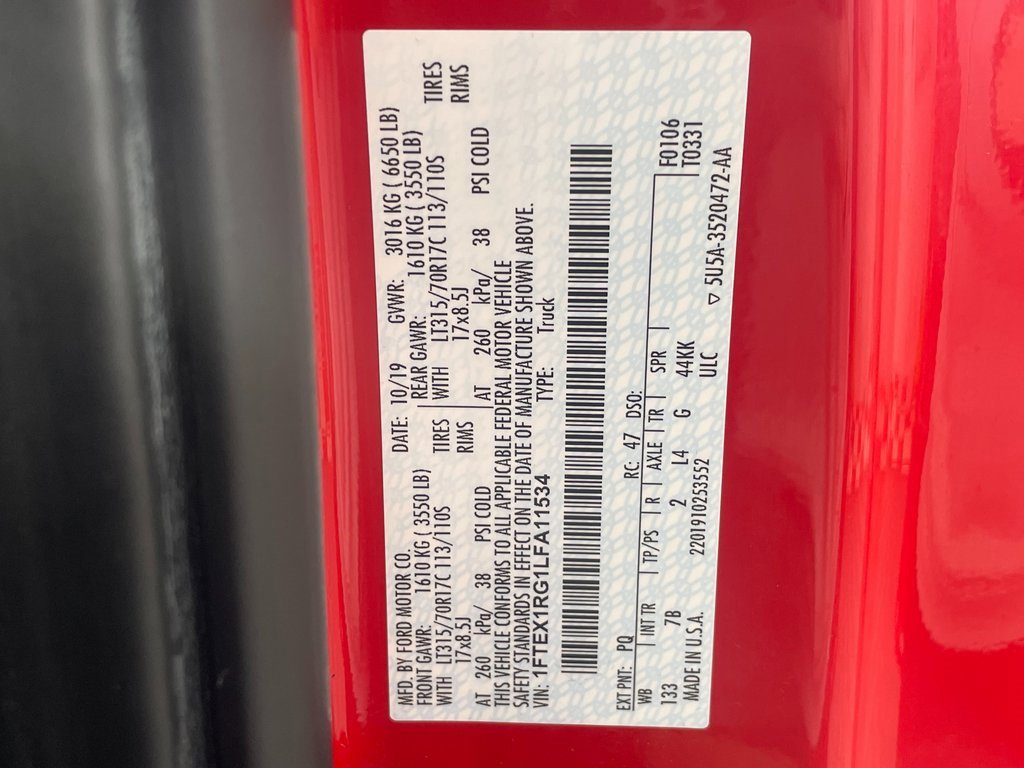 MFD. BY FORD MOTOR CO. DATE: 10/19 GVWR: 3016 KG ( 6650 LB)
FRONT GAWR: 1610 KG ( 3550 LB) REAR GAWR: 1610 KG ( 3550 LB)
WITH LT315/70R17C 113/110S TIRES WITH LT315/70R17C 113/110S TIRES
17x8.5J RIMS 17x8.5J RIMS
AT 260 kPa/ 38 PSI COLD AT 260 kPa/ 38 PSI COLD
THIS VEHICLE CONFORMS TO ALL APPLICABLE FEDERAL MOTOR VEHICLE
SAFETY STANDARDS IN EFFECT ON THE DATE OF MANUFACTURE SHOWN ABOVE.
VIN: 1FTEX1RG1LFA11534 TYPE: Truck
EXT PNT: PQ RC: 47 DSO:
WB INT TR TP/PS R AXLE TR SPR F0106
133 7B 2 L4 G 44KK T0331
MADE IN U.S.A. 2201910253552 ULC
▽ 5U5A-3520472-AA